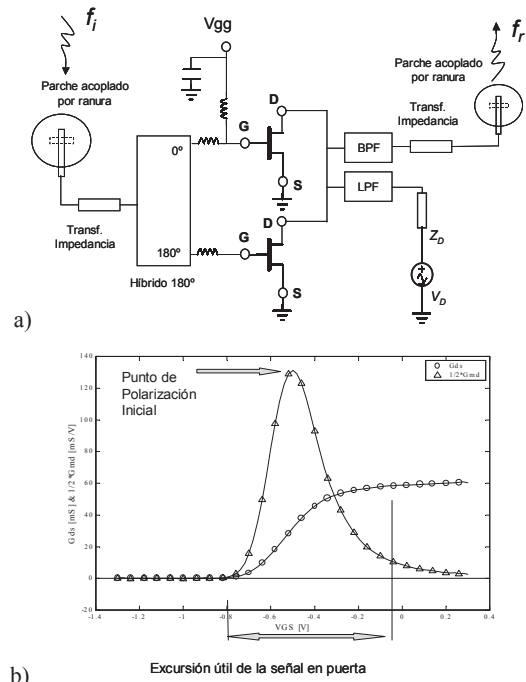 f_i
Vgg
f_r
Parche acoplado
por ranura
Parche acoplado
por ranura
Transf.
Impedancia
D
G
0º
BPF
S
LPF
D
Transf.
Impedancia
180º
G
Z_D
Híbrido 180º
S
V_D
a)
140
120
100
80
60
40
20
0
-20
Gds [mS] & 1/2*Gmd [mS/V]
Punto de
Polarización
Inicial
Gds
1/2*Gmd
-1.4 -1.2 -1 -0.8 -0.6 -0.4 -0.2 0 0.2 0.4
VGS [V]
b)
Excursión útil de la señal en puerta